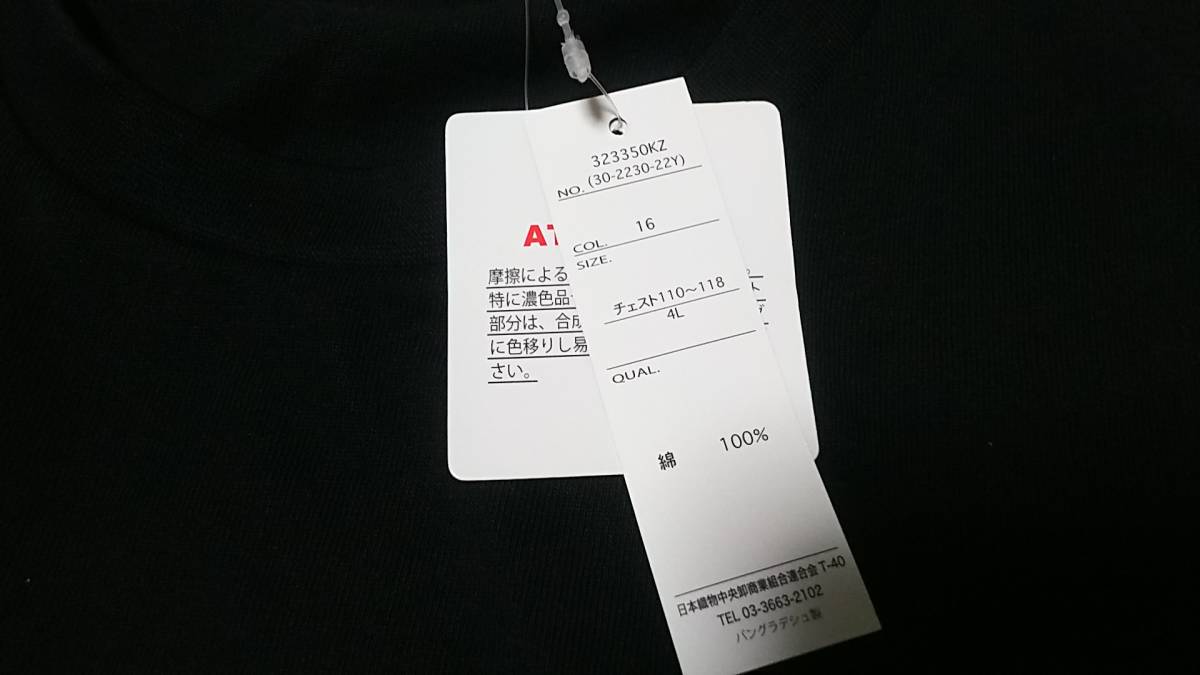 323350KZ
NO. (30-2230-22Y)
COL. 16
SIZE.
チェスト110〜118
4L
QUAL.
綿 100%
日本織物中央卸商業組合連合会 T-40
TEL 03-3663-2102
バングラデシュ製
AT
摩擦による
特に濃色品
部分は、合成
に色移りし易
さい。